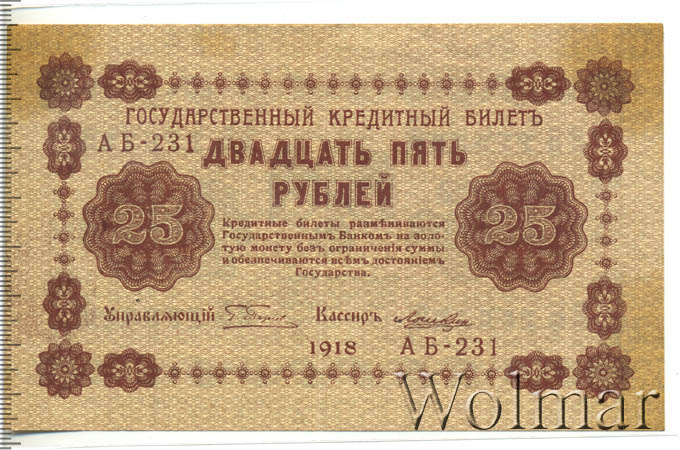 ГОСУДАРСТВЕННЫЙ КРЕДИТНЫЙ БИЛЕТЪ
АБ-231
ДВАДЦАТЬ ПЯТЬ
РУБЛЕЙ
25
25
Кредитные билеты размѣниваются
Государственнымъ Банкомъ на золо-
тую монету безъ ограниченія суммы
и обезпечиваются всѣмъ достояніемъ
Государства.
Управляющій
Кассиръ
1918 АБ-231
Wolmar